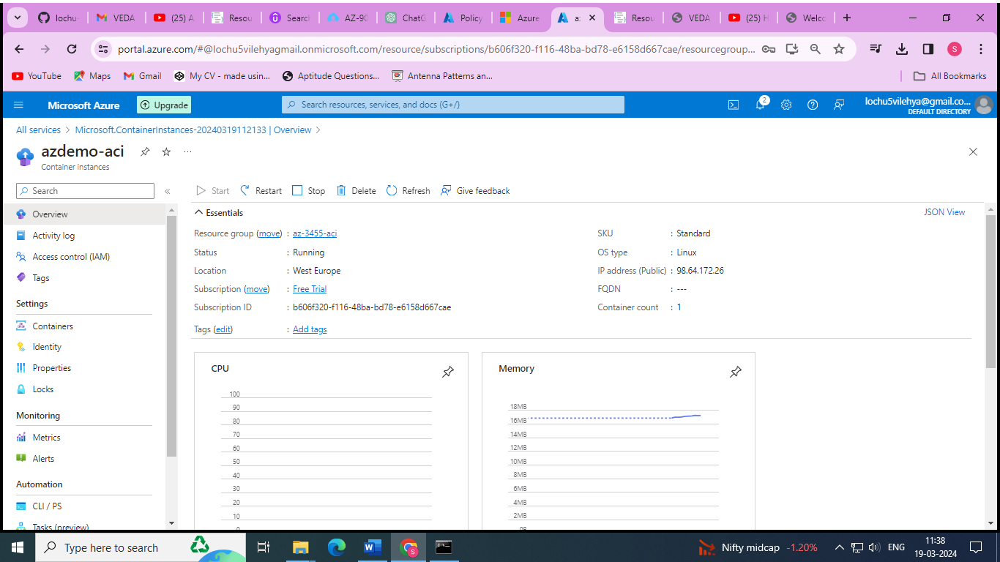 lochu
VEDA
(25) A
Resou
Search
AZ-90
ChatG
Policy
Azure
az
Resou
VEDA
(25) H
Welco
portal.azure.com/#@lochu5vilehyagmail.onmicrosoft.com/resource/subscriptions/b606f320-f116-48ba-bd78-e6158d667cae/resourcegroup...
S
YouTube
Maps
Gmail
My CV - made usin...
Aptitude Questions...
Antenna Patterns an...
All Bookmarks
Microsoft Azure
Upgrade
Search resources, services, and docs (G+/)
2
lochu5vilehya@gmail.co...
DEFAULT DIRECTORY
All services > Microsoft.ContainerInstances-20240319112133 | Overview >
azdemo-aci
...
Container instances
Search
«
Start
Restart
Stop
Delete
Refresh
Give feedback
Overview
Activity log
Access control (IAM)
Tags
Settings
Containers
Identity
Properties
Locks
Monitoring
Metrics
Alerts
Automation
CLI / PS
Tasks (preview)
Essentials
JSON View
Resource group (move) : az-3455-aci
Status : Running
Location : West Europe
Subscription (move) : Free Trial
Subscription ID : b606f320-f116-48ba-bd78-e6158d667cae
Tags (edit) : Add tags
SKU : Standard
OS type : Linux
IP address (Public) : 98.64.172.26
FQDN : ---
Container count : 1
CPU
100
90
80
70
60
50
40
30
20
10
0
Memory
18MB
16MB
14MB
12MB
10MB
8MB
6MB
4MB
2MB
0B
Type here to search
Nifty midcap -1.20%
ENG
11:38
19-03-2024